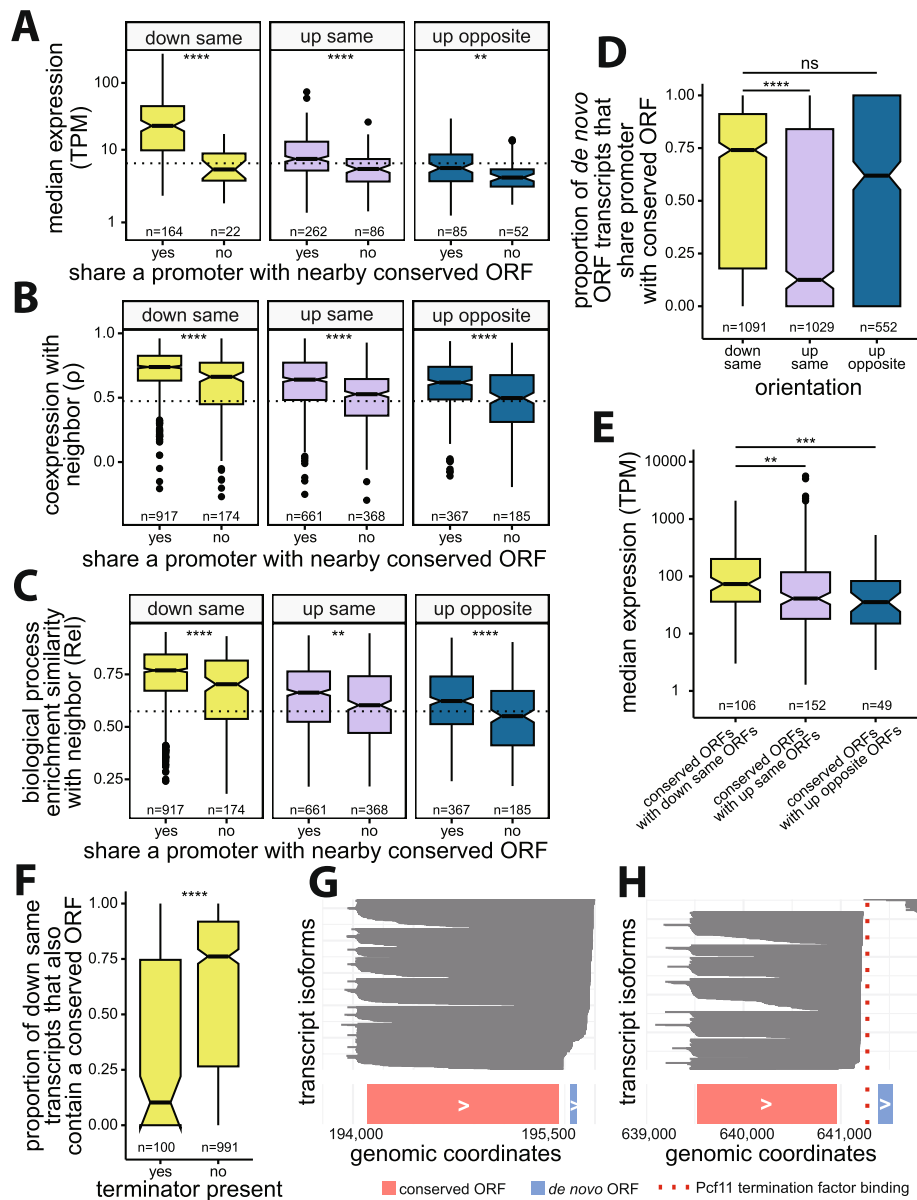 A
down same
up same
up opposite
median expression
(TPM)
100
10
1
****
****
**
n=164
n=22
n=262
n=86
n=85
n=52
yes
no
yes
no
yes
no
share a promoter with nearby conserved ORF
B
down same
up same
up opposite
coexpression with
neighbor (ρ)
1.0
0.5
0.0
****
****
****
n=917
n=174
n=661
n=368
n=367
n=185
yes
no
yes
no
yes
no
share a promoter with nearby conserved ORF
C
down same
up same
up opposite
biological process
enrichment similarity
with neighbor (Rel)
0.75
0.50
0.25
****
**
****
n=917
n=174
n=661
n=368
n=367
n=185
yes
no
yes
no
yes
no
share a promoter with nearby conserved ORF
D
proportion of de novo
ORF transcripts that
share promoter
with conserved ORF
ns
****
1.00
0.75
0.50
0.25
0.00
n=1091
n=1029
n=552
down
same
up
same
up
opposite
orientation
E
median expression (TPM)
***
**
10000
1000
100
10
1
n=106
n=152
n=49
conserved ORFs
with down same ORFs
conserved ORFs
with up same ORFs
conserved ORFs
with up opposite ORFs
F
proportion of down same
transcripts that also
contain a conserved ORF
****
1.00
0.75
0.50
0.25
0.00
n=100
n=991
yes
no
terminator present
G
transcript isoforms
>
>
194,000
195,500
genomic coordinates
H
transcript isoforms
>
>
639,000
640,000
641,000
genomic coordinates
conserved ORF
de novo ORF
Pcf11 termination factor binding